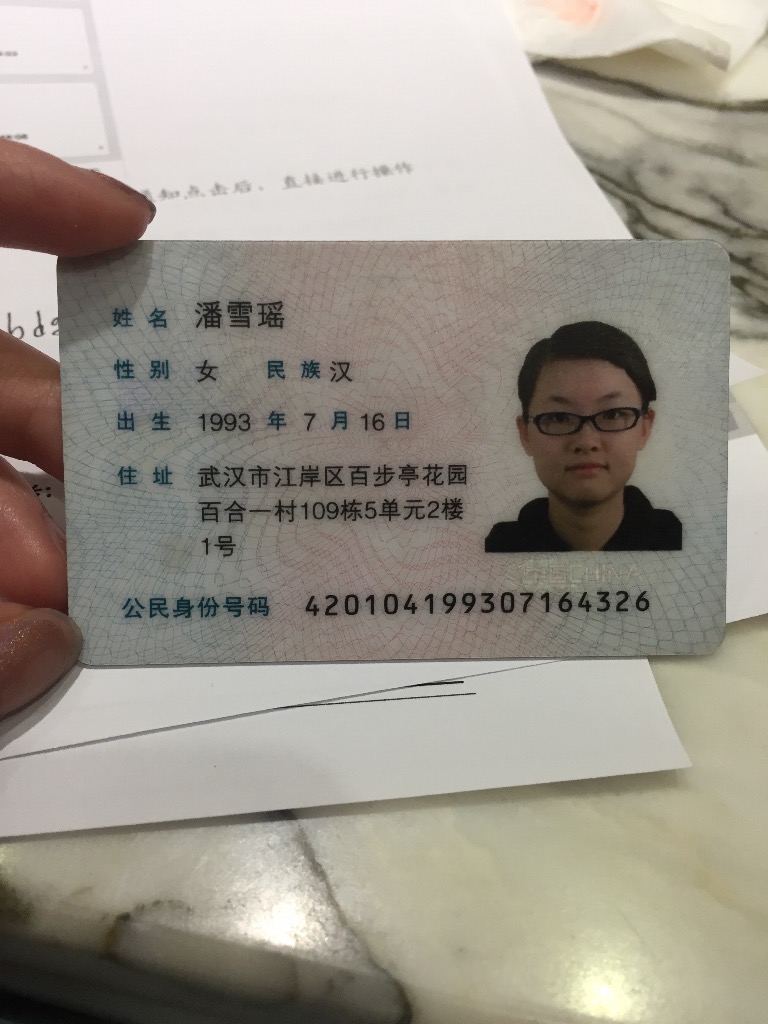 知点击后、直接进行操作
姓名 潘雪瑶
性别 女 民族 汉
出生 1993 年 7 月 16 日
住址 武汉市江岸区百步亭花园
百合一村109栋5单元2楼
1号
公民身份号码 420104199307164326